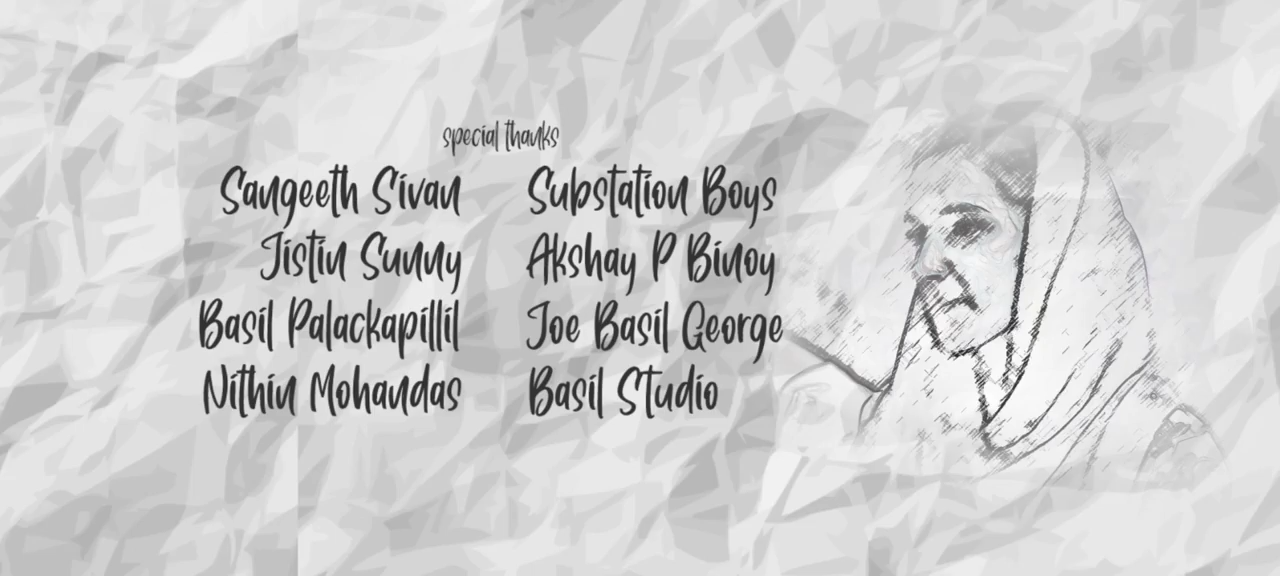 special thanks
Sangeeth Sivan
Jistin Sunny
Basil Palackapillil
Nithin Mohandas
Substation Boys
Akshay P Binoy
Joe Basil George
Basil Studio